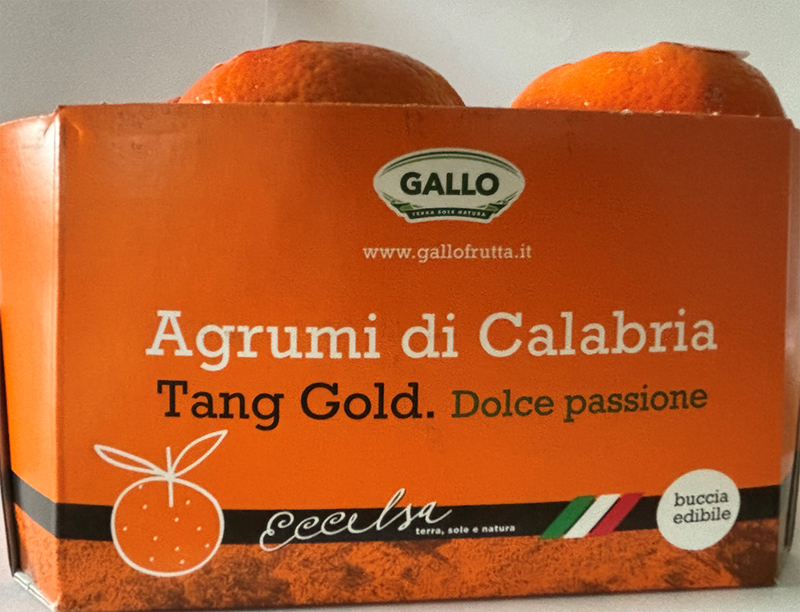 GALLO
TERRA SOLE NATURA
www.gallofrutta.it
Agrumi di Calabria
Tang Gold. Dolce passione
Eccelsa
terra, sole e natura
buccia
edibile